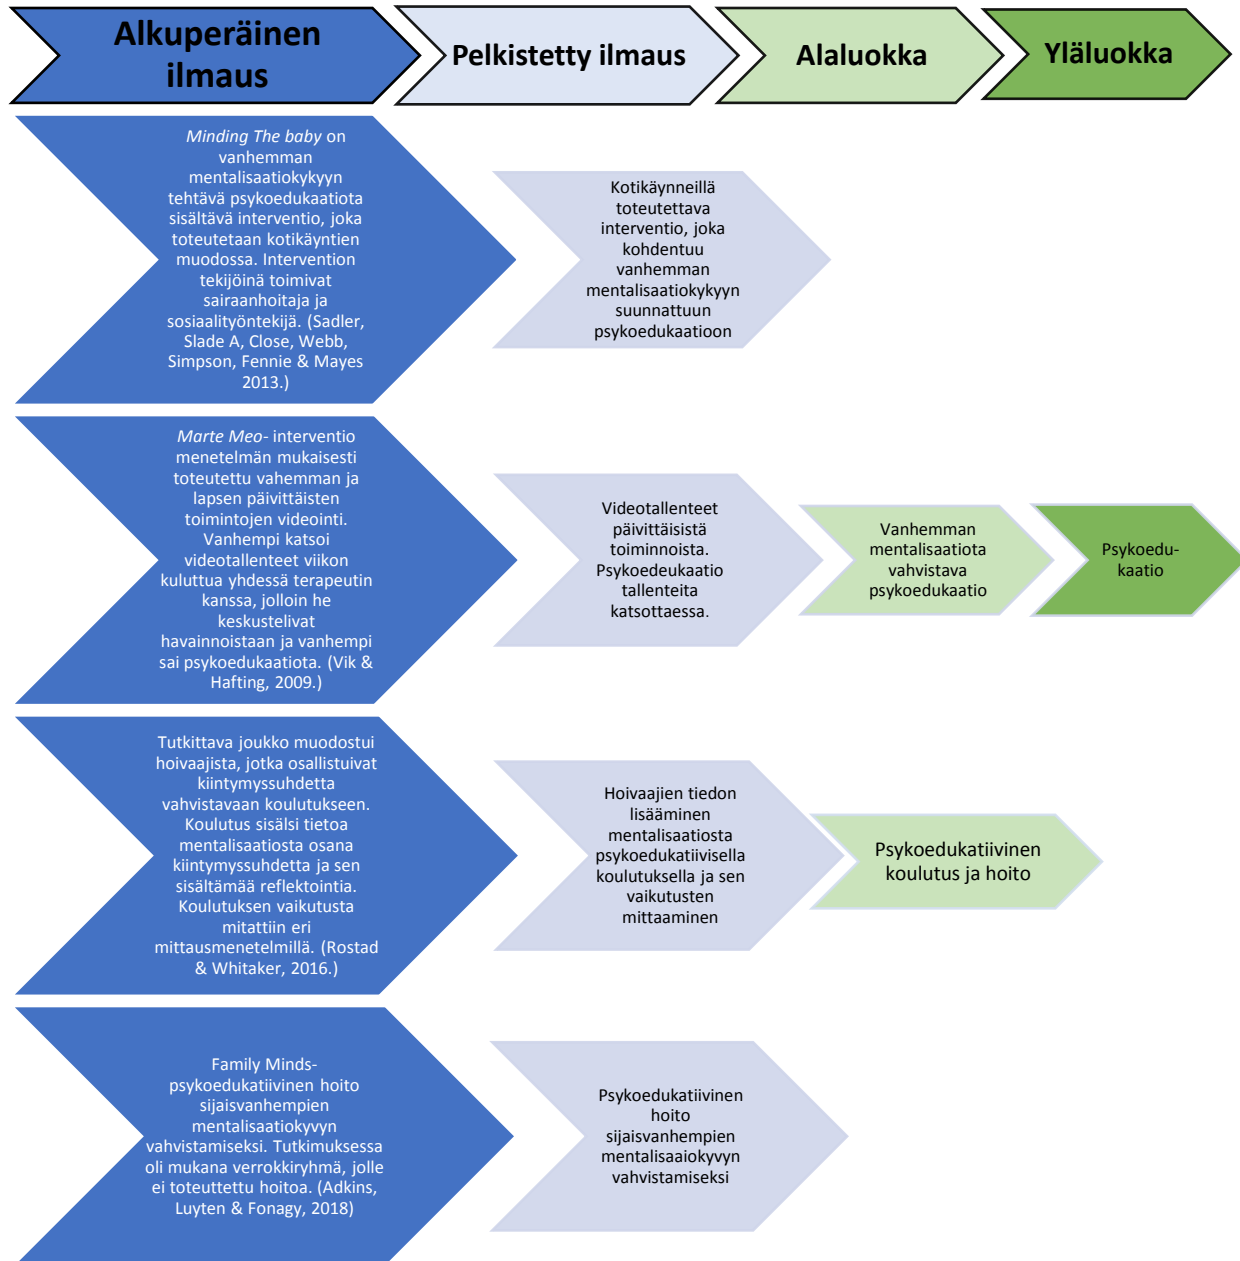 Alkuperäinen
ilmaus
Pelkistetty ilmaus
Alaluokka
Yläluokka
Minding The baby on
vanhemman
mentalisaatiokykyyn
tehtävä psykoedukaatiota
sisältävä interventio, joka
toteutetaan kotikäyntien
muodossa. Intervention
tekijöinä toimivat
sairaanhoitaja ja
sosiaalityöntekijä. (Sadler,
Slade A, Close, Webb,
Simpson, Fennie & Mayes
2013.)
Kotikäynneillä
toteutettava
interventio, joka
kohdentuu
vanhemman
mentalisaatiokykyyn
suunnattuun
psykoedukaatioon
Marte Meo- interventio
menetelmän mukaisesti
toteutettu vahemman ja
lapsen päivittäisten
toimintojen videointi.
Vanhempi katsoi
videotallenteet viikon
kuluttua yhdessä terapeutin
kanssa, jolloin he
keskustelivat
havainnoistaan ja vanhempi
sai psykoedukaatiota. (Vik &
Hafting, 2009.)
Videotallenteet
päivittäisistä
toiminnoista.
Psykoedeukaatio
tallenteita
katsottaessa.
Vanhemman
mentalisaatiota
vahvistava
psykoedukaatio
Psykoedu-
kaatio
Tutkittava joukko muodostui
hoivaajista, jotka osallistuivat
kiintymyssuhdetta
vahvistavaan koulutukseen.
Koulutus sisälsi tietoa
mentalisaatiosta osana
kiintymyssuhdetta ja sen
sisältämää reflektointia.
Koulutuksen vaikutusta
mitattiin eri
mittausmenetelmillä. (Rostad
& Whitaker, 2016.)
Hoivaajien tiedon
lisääminen
mentalisaatiosta
psykoedukatiivisella
koulutuksella ja sen
vaikutusten
mittaaminen
Psykoedukatiivinen
koulutus ja hoito
Family Minds-
psykoedukatiivinen hoito
sijaisvanhempien
mentalisaatiokyvyn
vahvistamiseksi. Tutkimuksessa
oli mukana verrokkiryhmä, jolle
ei toteuttettu hoitoa. (Adkins,
Luyten & Fonagy, 2018)
Psykoedukatiivinen
hoito
sijaisvanhempien
mentalisaaiokyvyn
vahvistamiseksi